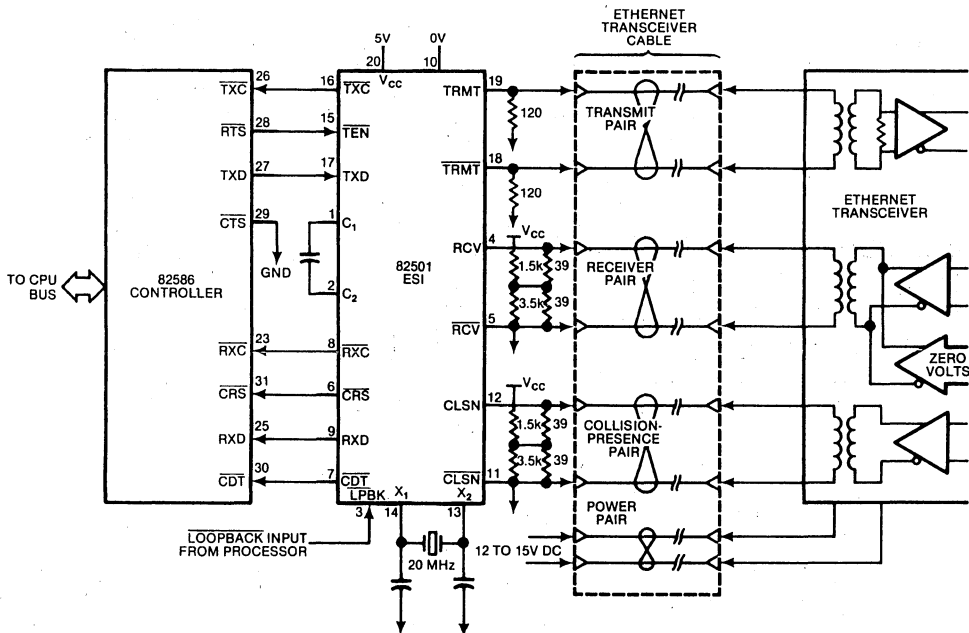 ETHERNET
TRANSCEIVER
CABLE
5V
0V
20
10
VCC
26
TXC
16
TXC
TRMT
19
120
TRANSMIT
PAIR
28
RTS
15
TEN
27
TXD
17
TXD
TRMT
18
120
29
CTS
GND
1
C1
2
C2
ETHERNET
TRANSCEIVER
VCC
RCV
4
1.5k
39
RECEIVER
PAIR
3.5k
39
RCV
5
TO CPU
BUS
82586
CONTROLLER
82501
ESI
23
RXC
8
RXC
ZERO
VOLTS
31
CRS
6
CRS
VCC
CLSN
12
1.5k
39
COLLISION-
PRESENCE
PAIR
25
RXD
9
RXD
3.5k
39
30
CDT
7
CDT
CLSN
11
LPBK
X1
X2
3
14
13
POWER
PAIR
LOOPBACK INPUT
FROM PROCESSOR
20 MHz
12 TO 15V DC